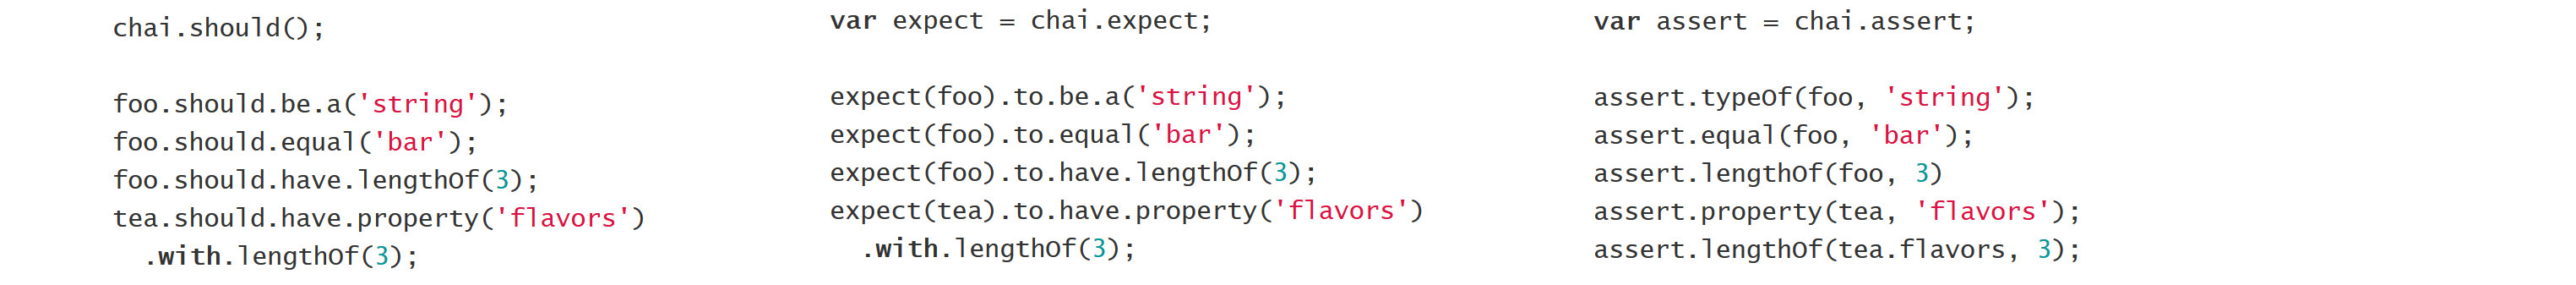 chai.should();
foo.should.be.a('string');
foo.should.equal('bar');
foo.should.have.lengthOf(3);
tea.should.have.property('flavors')
.with.lengthOf(3);
var expect = chai.expect;
expect(foo).to.be.a('string');
expect(foo).to.equal('bar');
expect(foo).to.have.lengthOf(3);
expect(tea).to.have.property('flavors')
.with.lengthOf(3);
var assert = chai.assert;
assert.typeOf(foo, 'string');
assert.equal(foo, 'bar');
assert.lengthOf(foo, 3)
assert.property(tea, 'flavors');
assert.lengthOf(tea.flavors, 3);